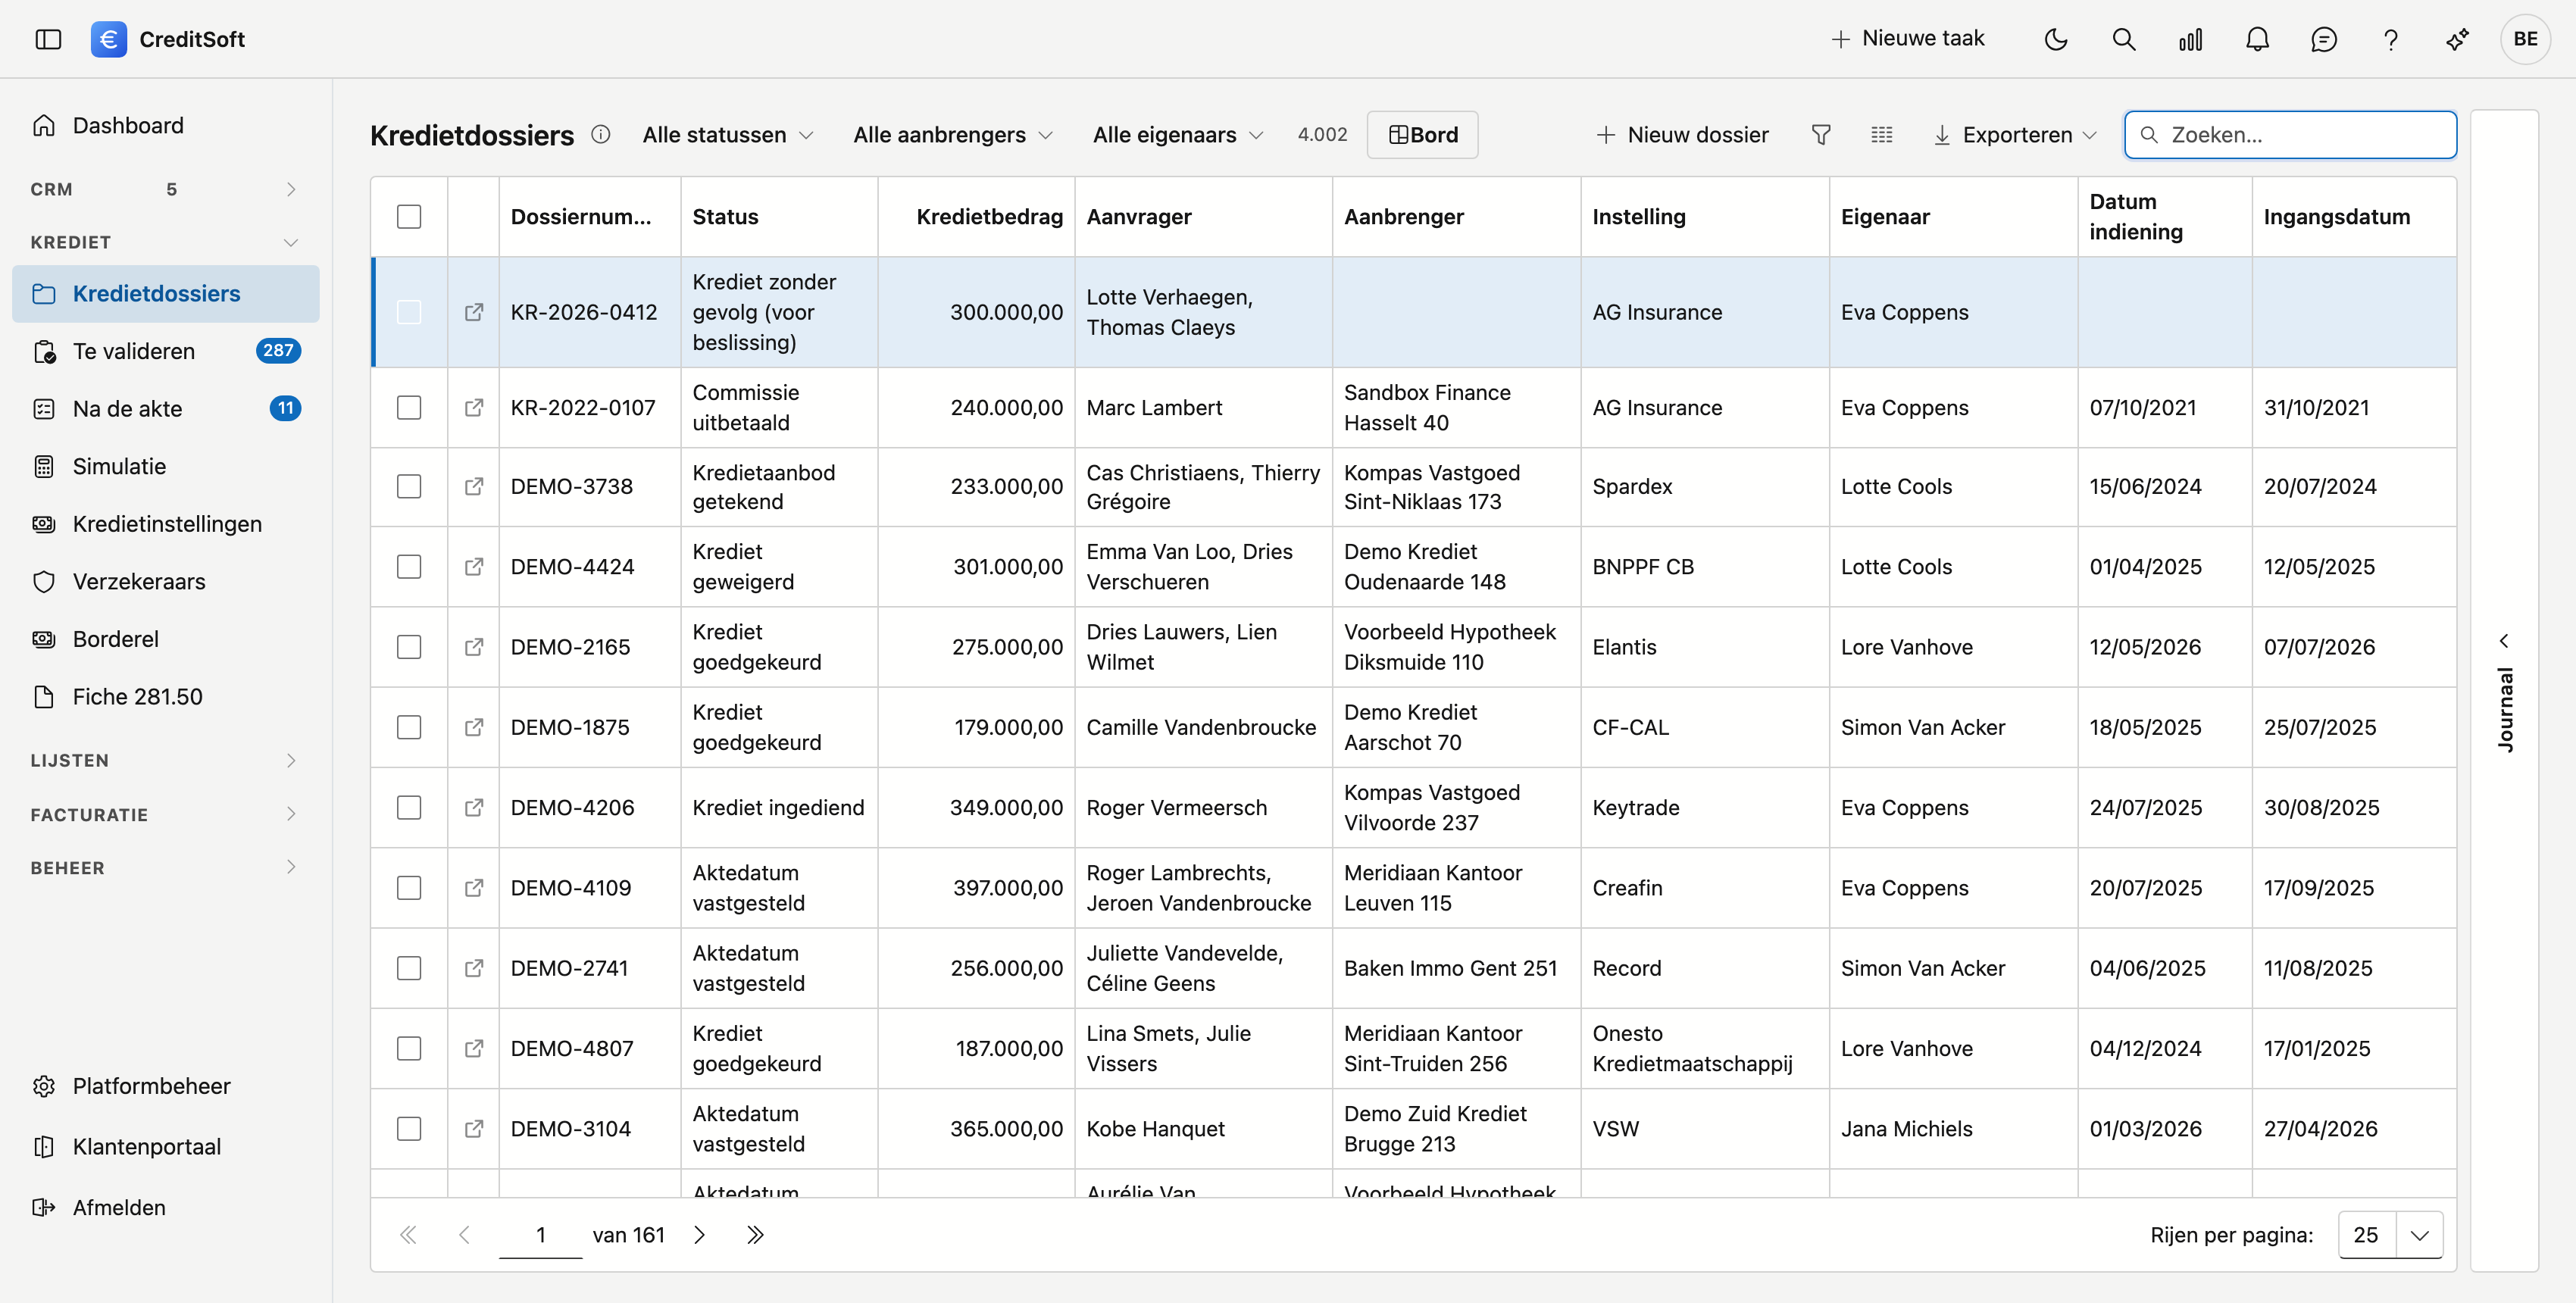 € CreditSoft
Nieuwe taak
BE
Dashboard
CRM 5
KREDIET
Kredietdossiers
Te valideren 287
Na de akte 11
Simulatie
Kredietinstellingen
Verzekeraars
Borderel
Fiche 281.50
LIJSTEN
FACTURATIE
BEHEER
Platformbeheer
Klantenportaal
Afmelden
Kredietdossiers Alle statussen Alle aanbrengers Alle eigenaars 4.002 Bord Nieuw dossier Exporteren Zoeken...
Dossiernum... Status Kredietbedrag Aanvrager Aanbrenger Instelling Eigenaar Datum indiening Ingangsdatum
KR-2026-0412 Krediet zonder gevolg (voor beslissing) 300.000,00 Lotte Verhaegen, Thomas Claeys AG Insurance Eva Coppens
KR-2022-0107 Commissie uitbetaald 240.000,00 Marc Lambert Sandbox Finance Hasselt 40 AG Insurance Eva Coppens 07/10/2021 31/10/2021
DEMO-3738 Kredietaanbod getekend 233.000,00 Cas Christiaens, Thierry Grégoire Kompas Vastgoed Sint-Niklaas 173 Spardex Lotte Cools 15/06/2024 20/07/2024
DEMO-4424 Krediet geweigerd 301.000,00 Emma Van Loo, Dries Verschueren Demo Krediet Oudenaarde 148 BNPPF CB Lotte Cools 01/04/2025 12/05/2025
DEMO-2165 Krediet goedgekeurd 275.000,00 Dries Lauwers, Lien Wilmet Voorbeeld Hypotheek Diksmuide 110 Elantis Lore Vanhove 12/05/2026 07/07/2026
DEMO-1875 Krediet goedgekeurd 179.000,00 Camille Vandenbroucke Demo Krediet Aarschot 70 CF-CAL Simon Van Acker 18/05/2025 25/07/2025
DEMO-4206 Krediet ingediend 349.000,00 Roger Vermeersch Kompas Vastgoed Vilvoorde 237 Keytrade Eva Coppens 24/07/2025 30/08/2025
DEMO-4109 Aktedatum vastgesteld 397.000,00 Roger Lambrechts, Jeroen Vandenbroucke Meridiaan Kantoor Leuven 115 Creafin Eva Coppens 20/07/2025 17/09/2025
DEMO-2741 Aktedatum vastgesteld 256.000,00 Juliette Vandevelde, Céline Geens Baken Immo Gent 251 Record Simon Van Acker 04/06/2025 11/08/2025
DEMO-4807 Krediet goedgekeurd 187.000,00 Lina Smets, Julie Vissers Meridiaan Kantoor Sint-Truiden 256 Onesto Kredietmaatschappij Lore Vanhove 04/12/2024 17/01/2025
DEMO-3104 Aktedatum vastgesteld 365.000,00 Kobe Hanquet Demo Zuid Krediet Brugge 213 VSW Jana Michiels 01/03/2026 27/04/2026
Aktedatum Aurélie Van Voorbeeld Hypotheek
1 van 161 Rijen per pagina: 25
Journaal